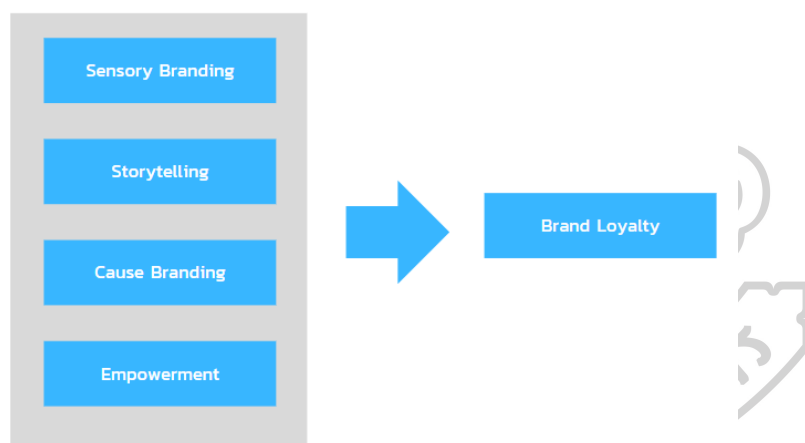 Sensory Branding
Storytelling
Cause Branding
Empowerment
Brand Loyalty